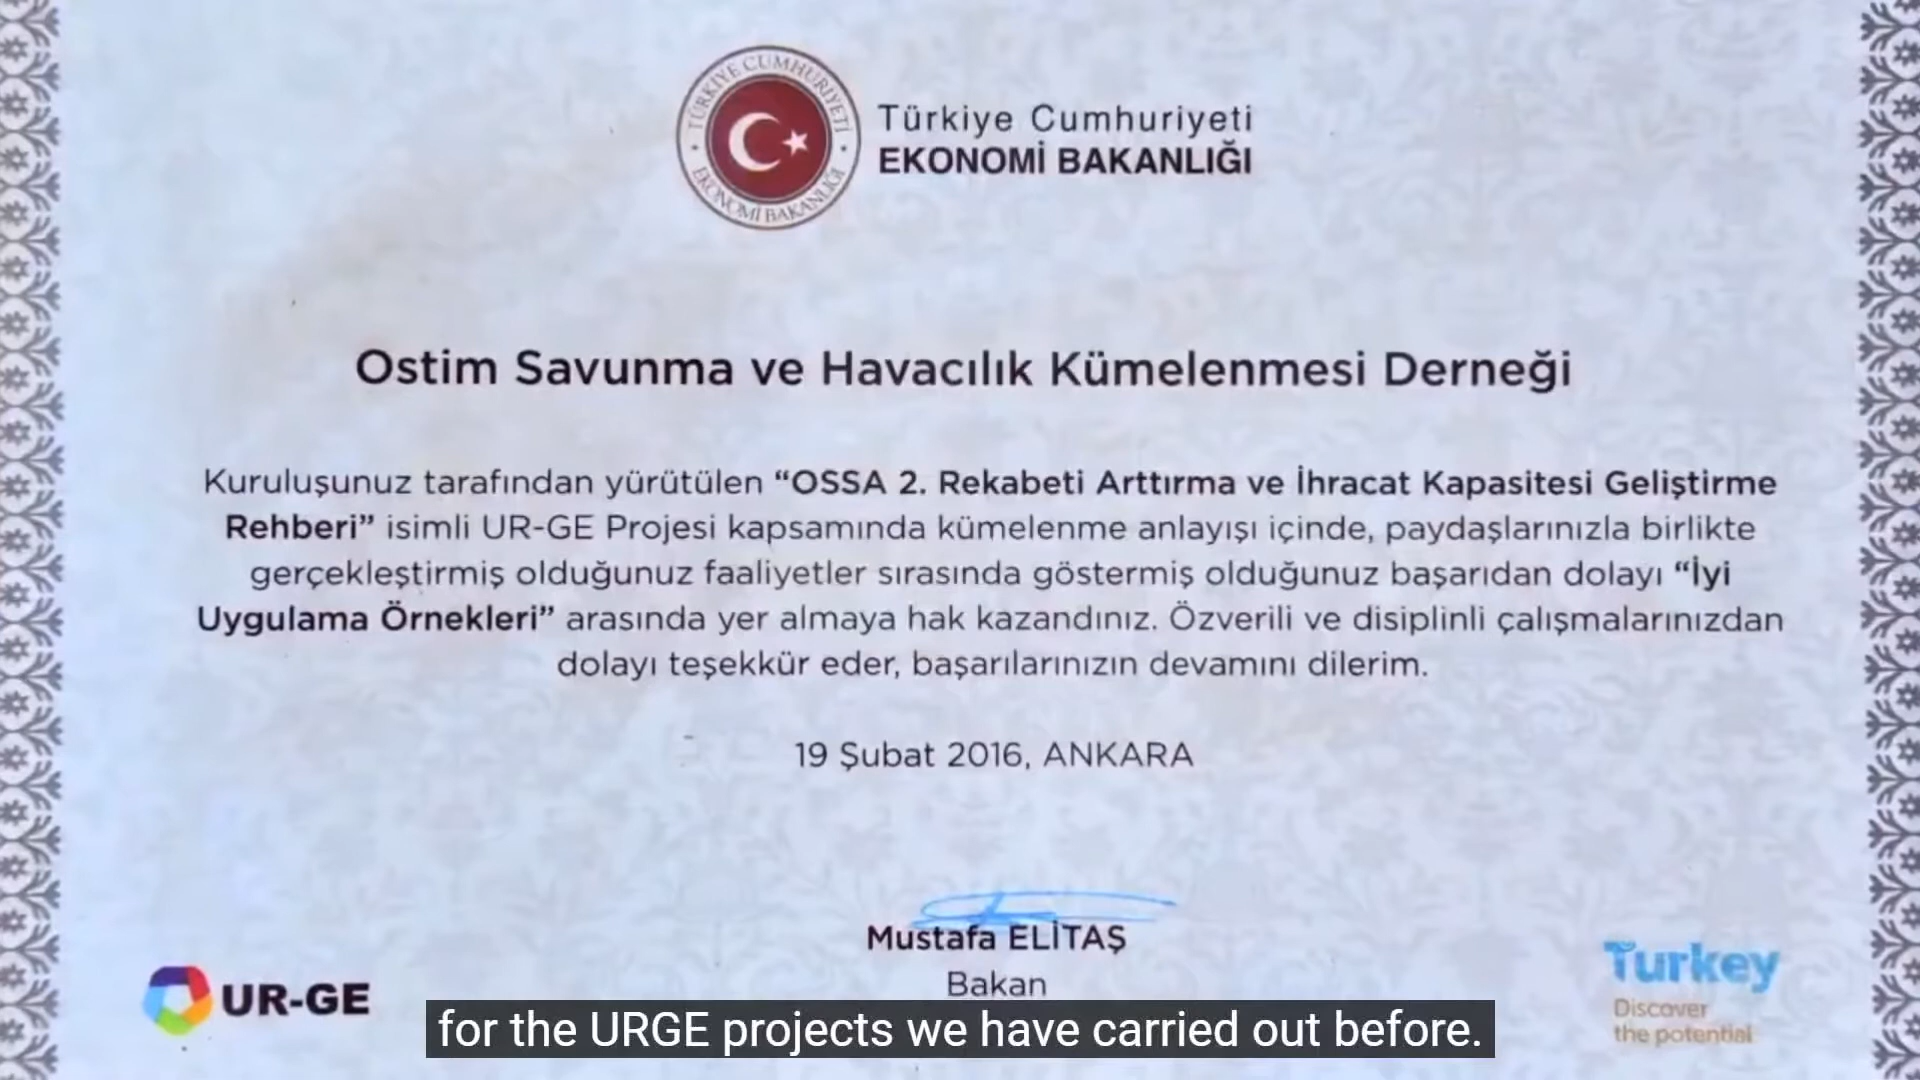 TÜRKİYE CUMHURİYETİ
EKONOMİ BAKANLIĞI
Türkiye Cumhuriyeti
EKONOMİ BAKANLIĞI
Ostim Savunma ve Havacılık Kümelenmesi Derneği
Kuruluşunuz tarafından yürütülen “OSSA 2. Rekabeti Arttırma ve İhracat Kapasitesi Geliştirme
Rehberi” isimli UR-GE Projesi kapsamında kümelenme anlayışı içinde, paydaşlarınızla birlikte
gerçekleştirmiş olduğunuz faaliyetler sırasında göstermiş olduğunuz başarıdan dolayı “İyi
Uygulama Örnekleri” arasında yer almaya hak kazandınız. Özverili ve disiplinli çalışmalarınızdan
dolayı teşekkür eder, başarılarınızın devamını dilerim.
19 Şubat 2016, ANKARA
Mustafa ELİTAŞ
Bakan
UR-GE
Turkey
Discover
the potential
for the URGE projects we have carried out before.